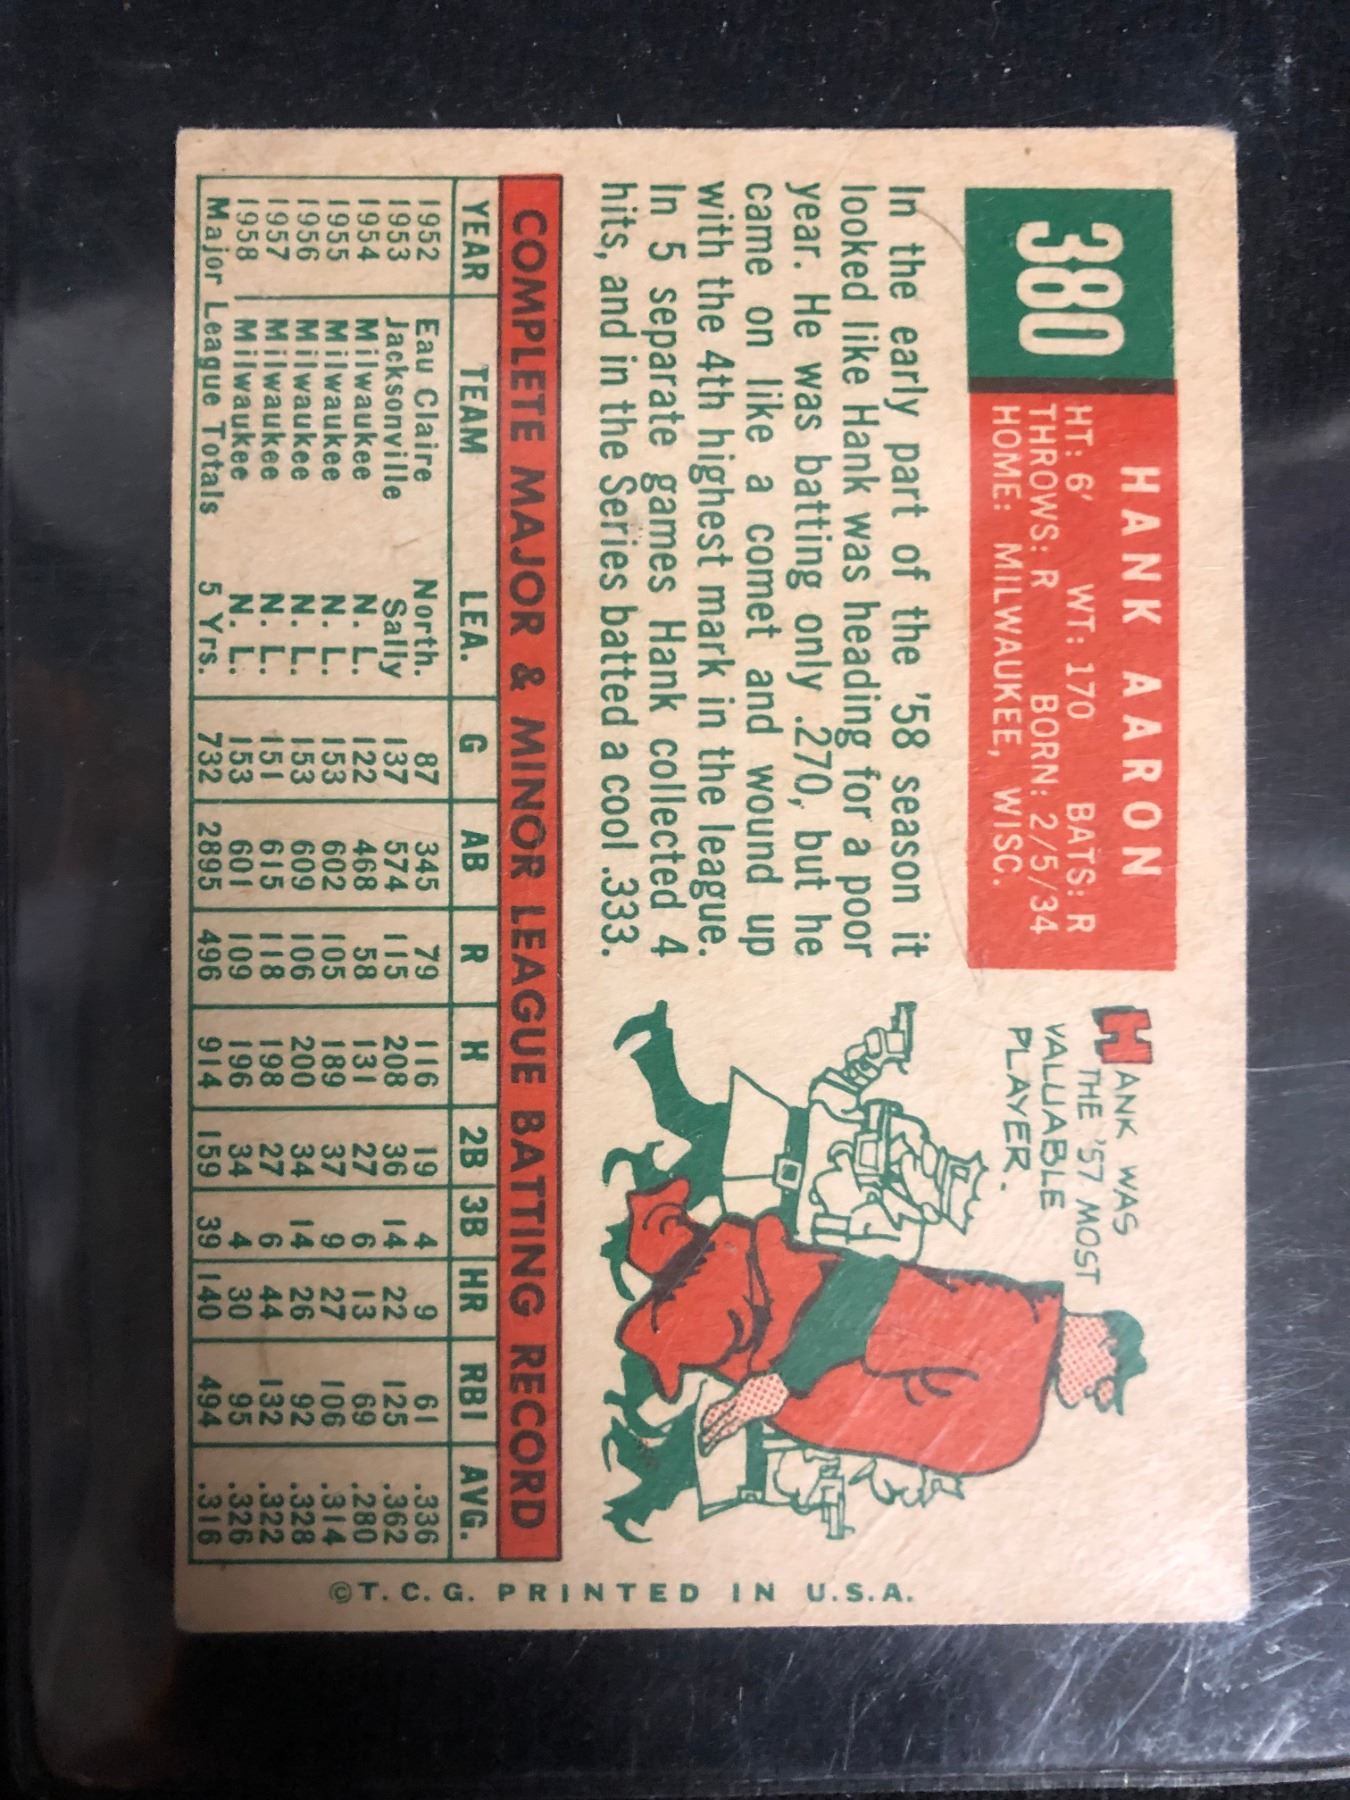 380
HANK AARON
HT: 6' WT: 170 BATS: R
THROWS: R BORN: 2/5/34
HOME: MILWAUKEE, WISC.
In the early part of the '58 season it
looked like Hank was heading for a poor
year. He was batting only .270, but he
came on like a comet and wound up
with the 4th highest mark in the league.
In 5 separate games Hank collected 4
hits, and in the Series batted a cool .333.
HANK WAS
THE '57 MOST
VALUABLE
PLAYER.
COMPLETE MAJOR & MINOR LEAGUE BATTING RECORD
YEAR TEAM LEA. G AB R H 2B 3B HR RBI AVG.
1952 Eau Claire North. 87 345 79 116 19 4 9 61 .336
1953 Jacksonville Sally 137 574 115 208 36 14 22 125 .362
1954 Milwaukee N. L. 122 468 58 131 27 6 13 69 .280
1955 Milwaukee N. L. 153 602 105 189 37 9 27 106 .314
1956 Milwaukee N. L. 153 609 106 200 34 14 26 92 .328
1957 Milwaukee N. L. 151 615 118 198 27 6 44 132 .322
1958 Milwaukee N. L. 153 601 109 196 34 4 30 95 .326
Major League Totals 5 Yrs. 732 2895 496 914 159 39 140 494 .316
©T. C. G. PRINTED IN U.S.A.